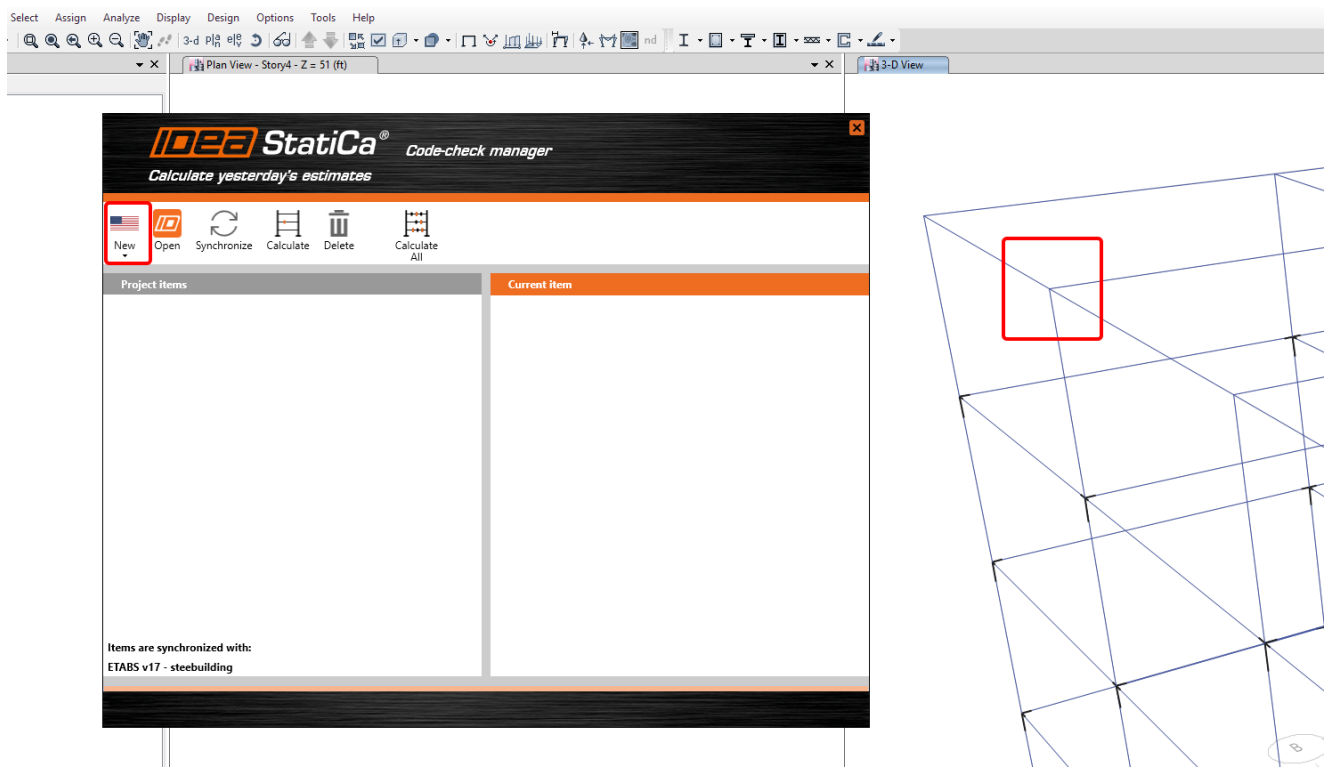 Select Assign Analyze Display Design Options Tools Help
3-d nd
Plan View - Story4 - Z = 51 (ft)
3-D View
IDEA StatiCa® Code-check manager
Calculate yesterday's estimates
New Open Synchronize Calculate Delete Calculate All
Project items Current item
Items are synchronized with:
ETABS v17 - steebuilding
B